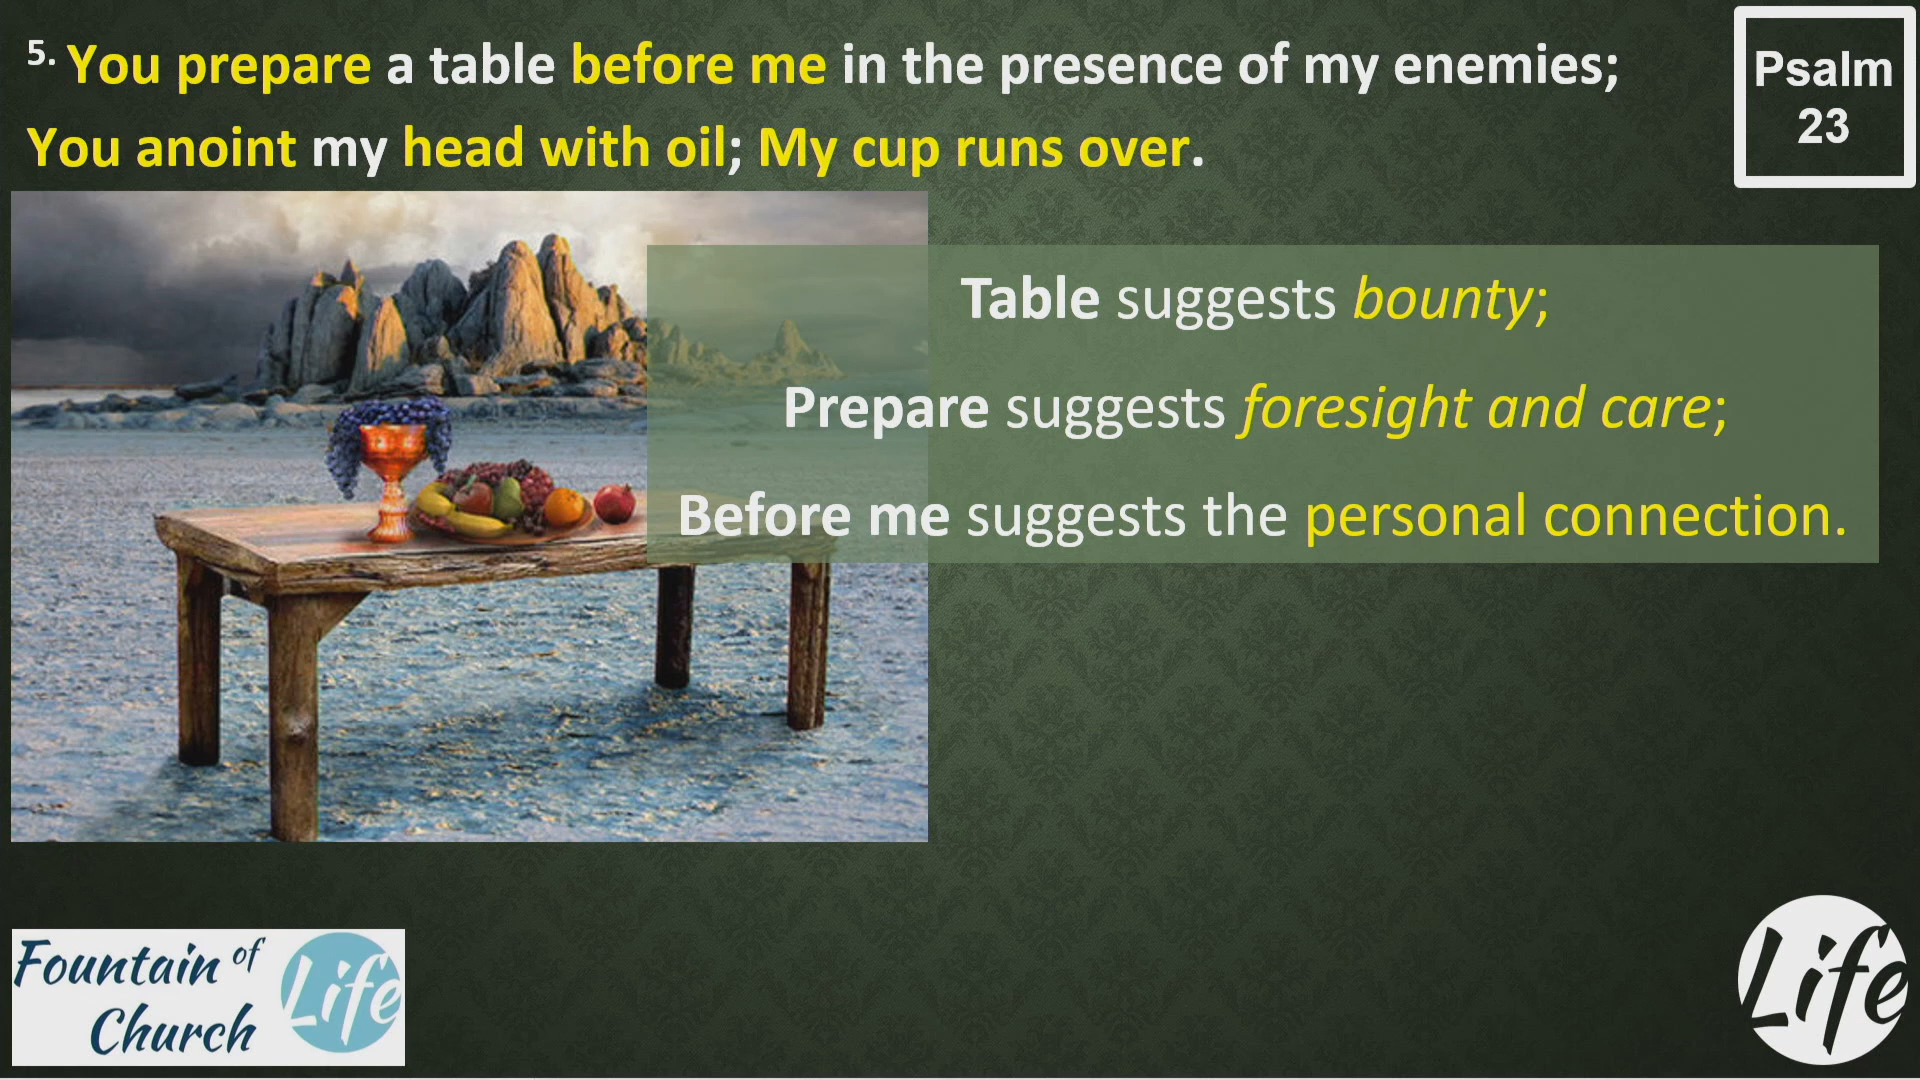 5. You prepare a table before me in the presence of my enemies;
You anoint my head with oil; My cup runs over.
Psalm
23
Table suggests bounty;
Prepare suggests foresight and care;
Before me suggests the personal connection.
Fountain of
Church
Life
Life